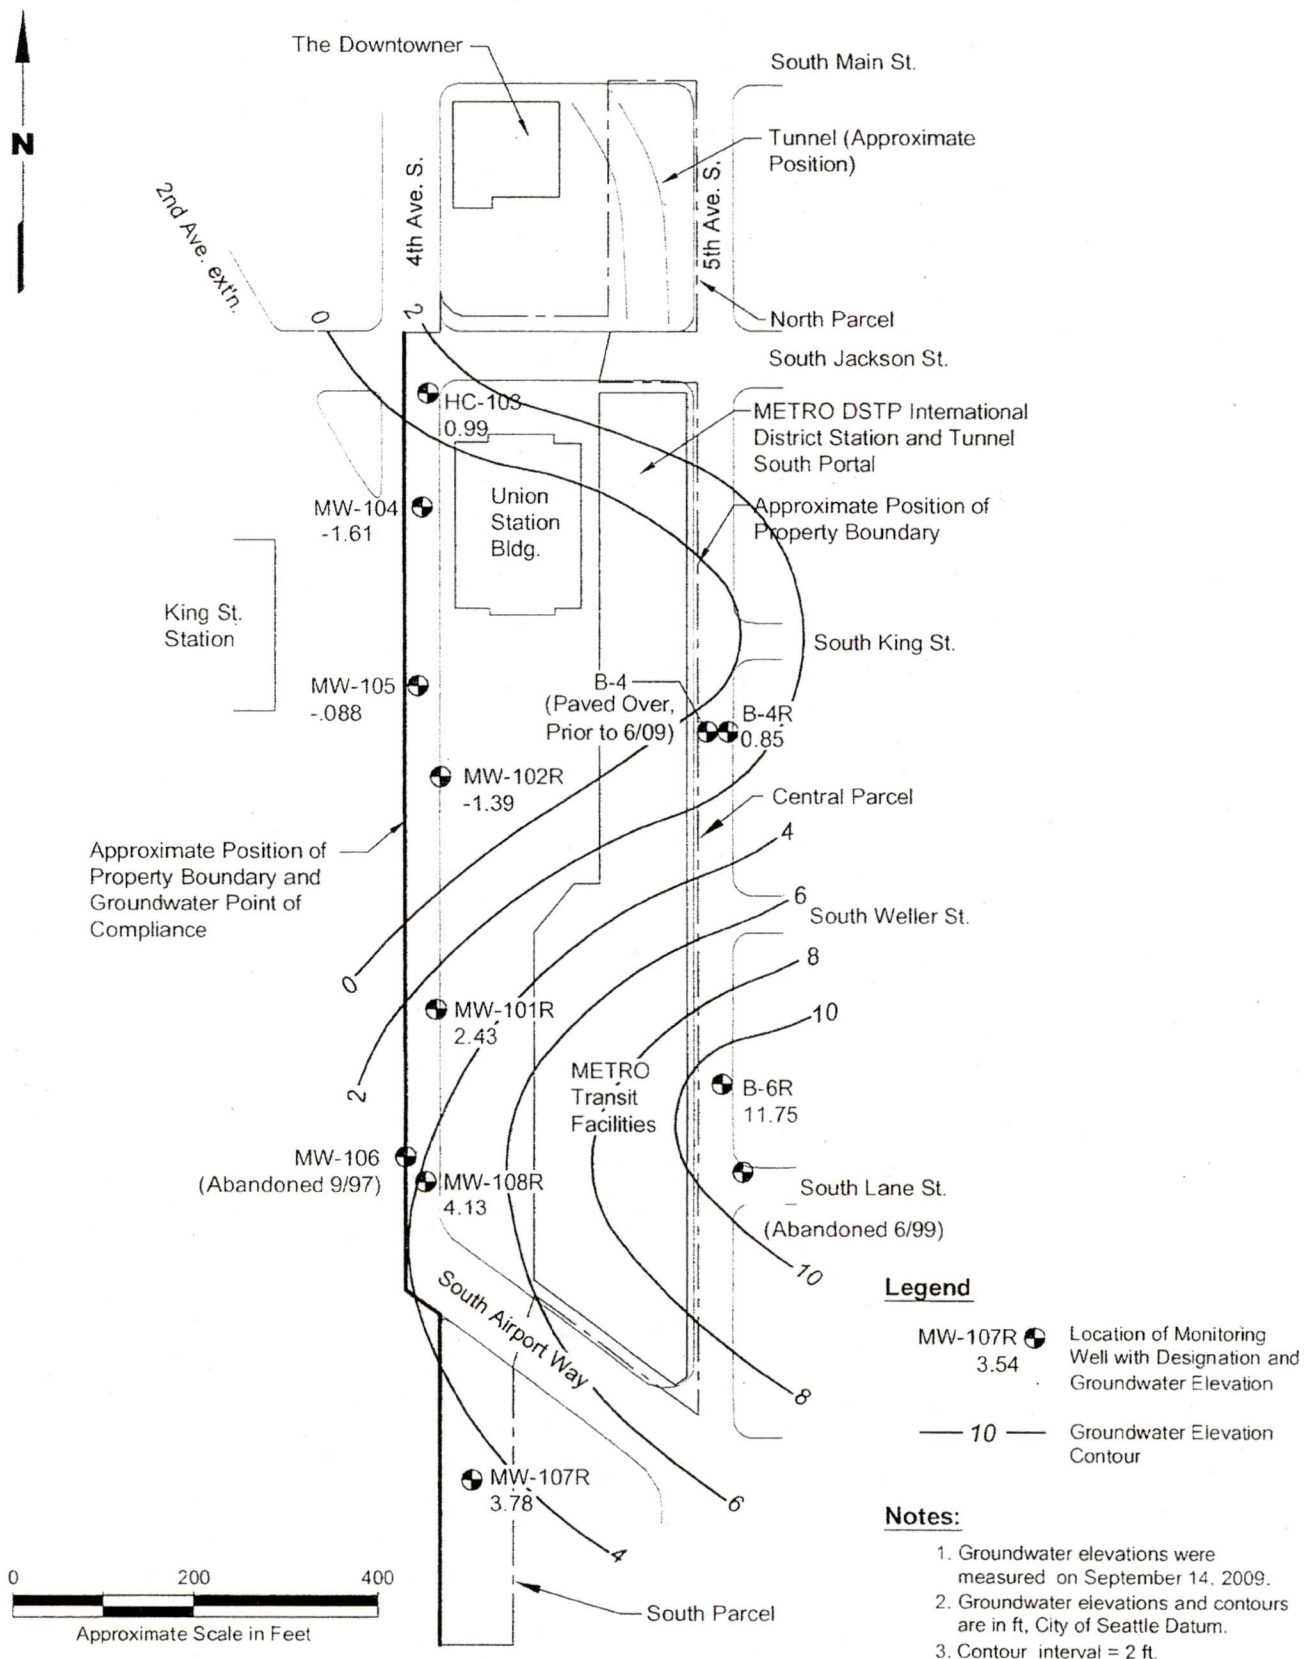 The Downtowner
South Main St.
N
Tunnel (Approximate
Position)
2nd Ave. ext'n.
4th Ave. S.
5th Ave. S.
0
2
North Parcel
South Jackson St.
HC-103
0.99
METRO DSTP International
District Station and Tunnel
South Portal
MW-104
-1.61
Union
Station
Bldg.
Approximate Position of
Property Boundary
King St.
Station
South King St.
MW-105
-.088
B-4
(Paved Over,
Prior to 6/09)
B-4R
0.85
MW-102R
-1.39
Central Parcel
4
Approximate Position of
Property Boundary and
Groundwater Point of
Compliance
6
South Weller St.
8
0
MW-101R
2.43
10
2
METRO
Transit
Facilities
B-6R
11.75
MW-106
(Abandoned 9/97)
MW-108R
4.13
South Lane St.
(Abandoned 6/99)
10
South Airport Way
8
Legend
MW-107R
3.54
Location of Monitoring
Well with Designation and
Groundwater Elevation
10
Groundwater Elevation
Contour
MW-107R
3.78
6
4
Notes:
1. Groundwater elevations were
measured on September 14, 2009.
2. Groundwater elevations and contours
are in ft, City of Seattle Datum.
3. Contour interval = 2 ft.
0 200 400
Approximate Scale in Feet
South Parcel